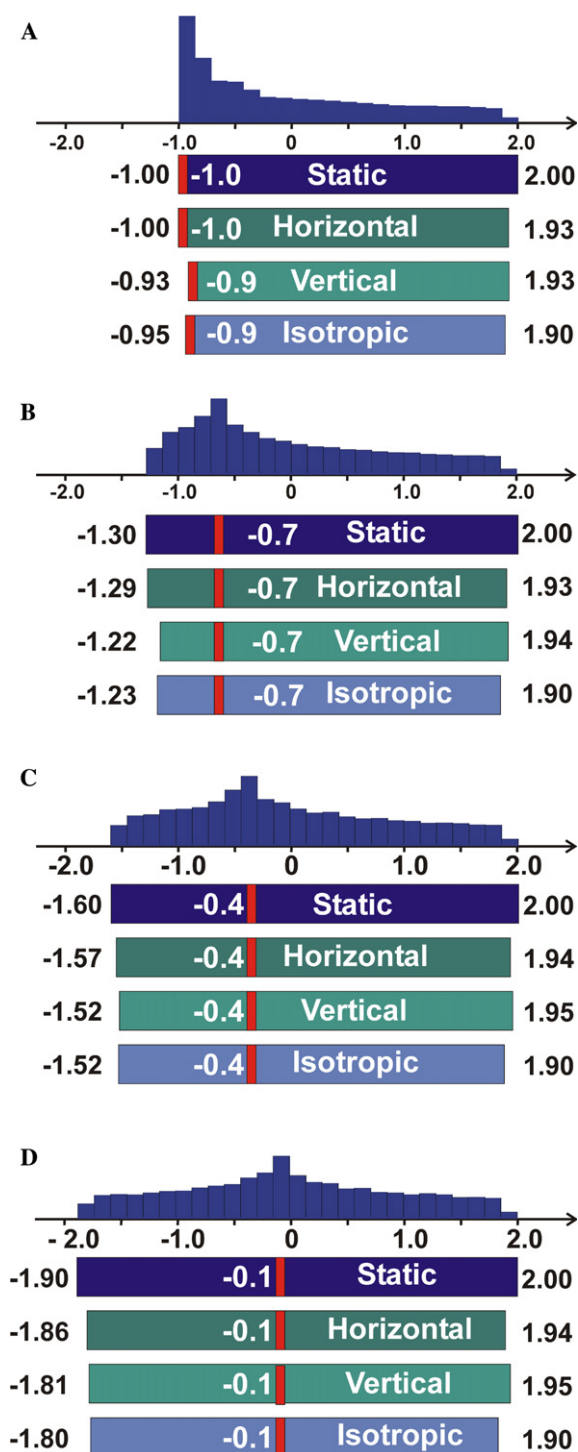 A
-2.0 -1.0 0 1.0 2.0
-1.00 -1.0 Static 2.00
-1.00 -1.0 Horizontal 1.93
-0.93 -0.9 Vertical 1.93
-0.95 -0.9 Isotropic 1.90
B
-2.0 -1.0 0 1.0 2.0
-1.30 -0.7 Static 2.00
-1.29 -0.7 Horizontal 1.93
-1.22 -0.7 Vertical 1.94
-1.23 -0.7 Isotropic 1.90
C
-2.0 -1.0 0 1.0 2.0
-1.60 -0.4 Static 2.00
-1.57 -0.4 Horizontal 1.94
-1.52 -0.4 Vertical 1.95
-1.52 -0.4 Isotropic 1.90
D
- 2.0 -1.0 0 1.0 2.0
-1.90 -0.1 Static 2.00
-1.86 -0.1 Horizontal 1.94
-1.81 -0.1 Vertical 1.95
-1.80 -0.1 Isotropic 1.90